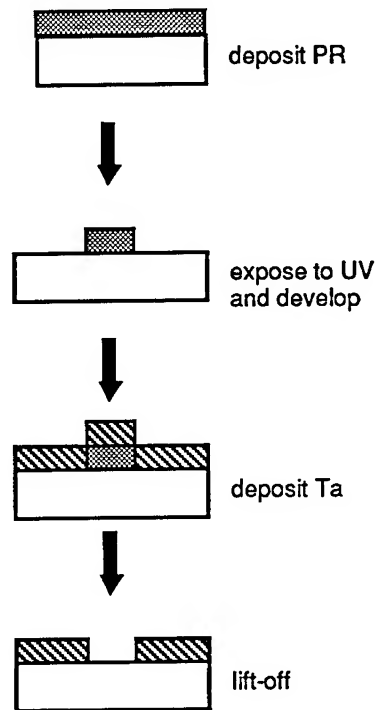 deposit PR
expose to UV
and develop
deposit Ta
lift-off